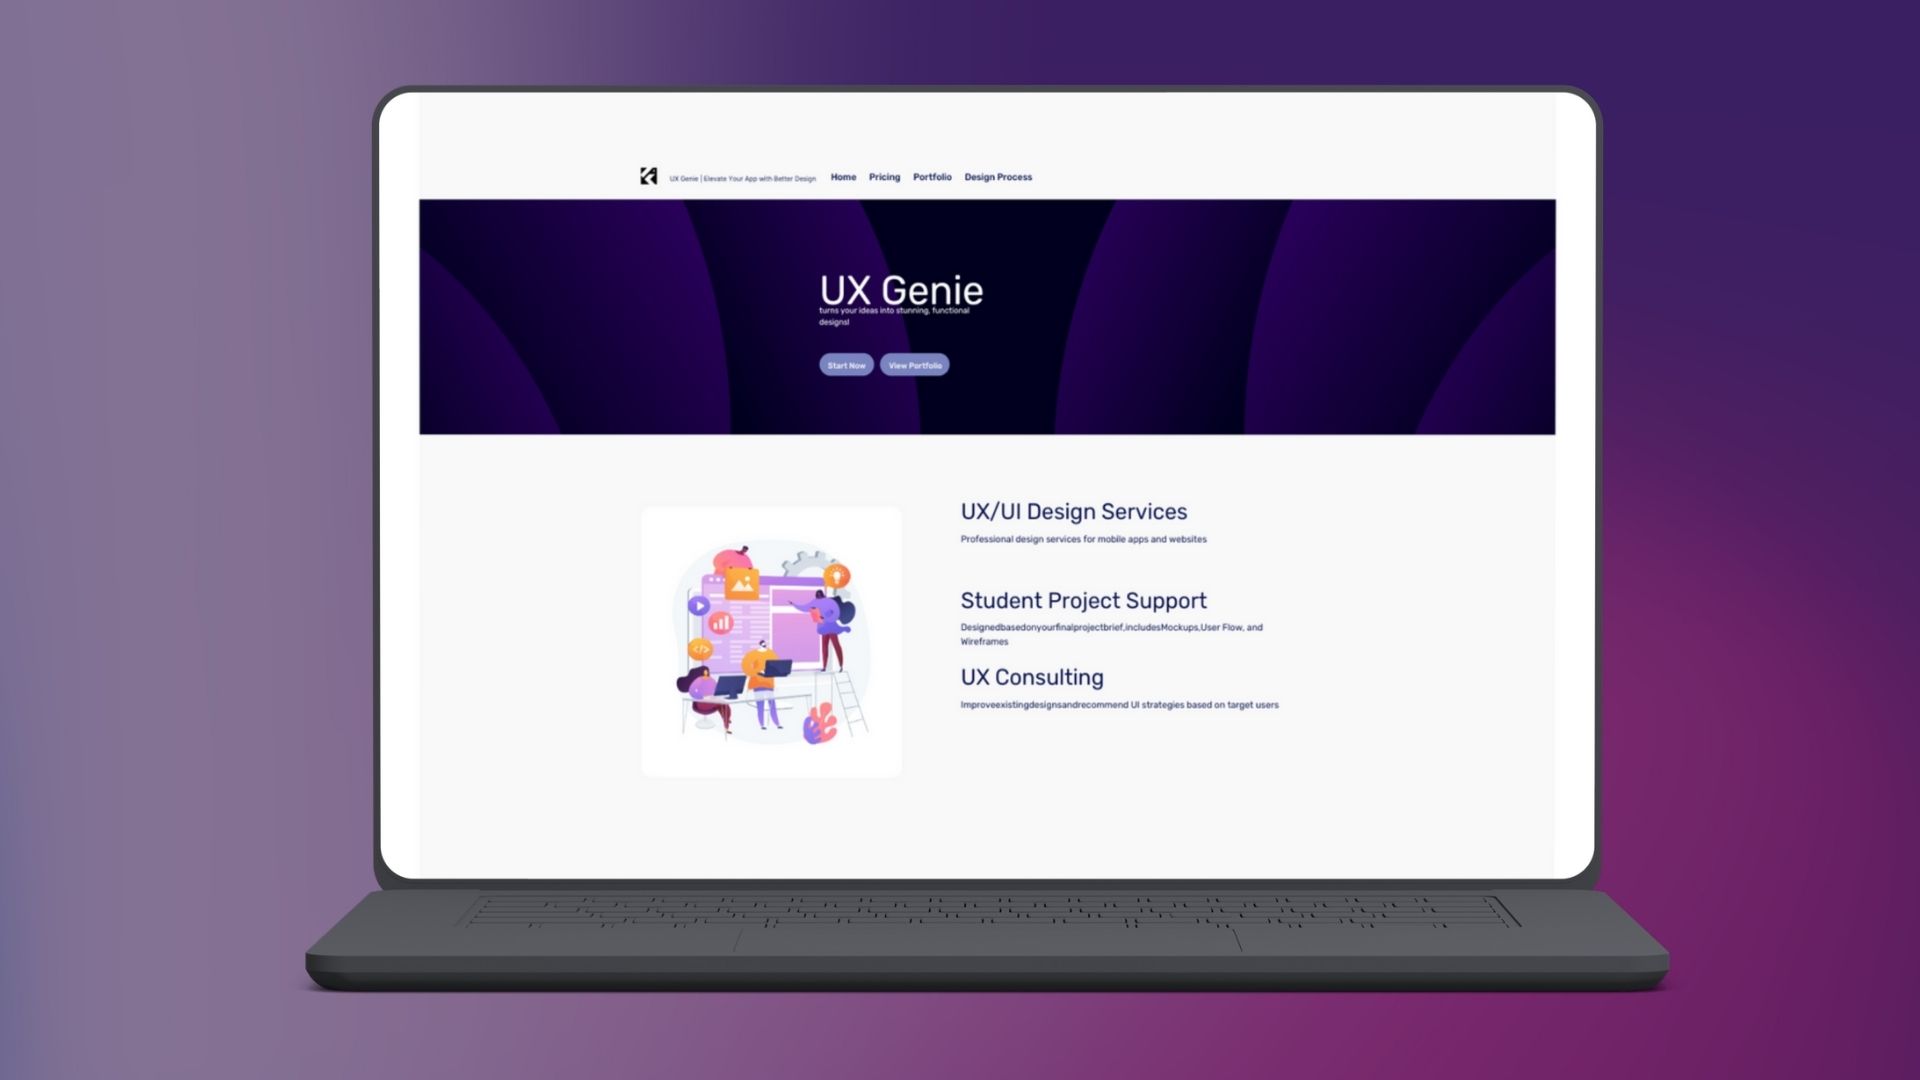 UX Genie | Elevate Your App with Better Design Home Pricing Portfolio Design Process
UX Genie
turns your ideas into stunning, functional
designs!
Start Now View Portfolio
UX/UI Design Services
Professional design services for mobile apps and websites
Student Project Support
Designedbasedonyourfinalprojectbrief,includesMockups,User Flow, and
Wireframes
UX Consulting
Improveexistingdesignsandrecommend UI strategies based on target users